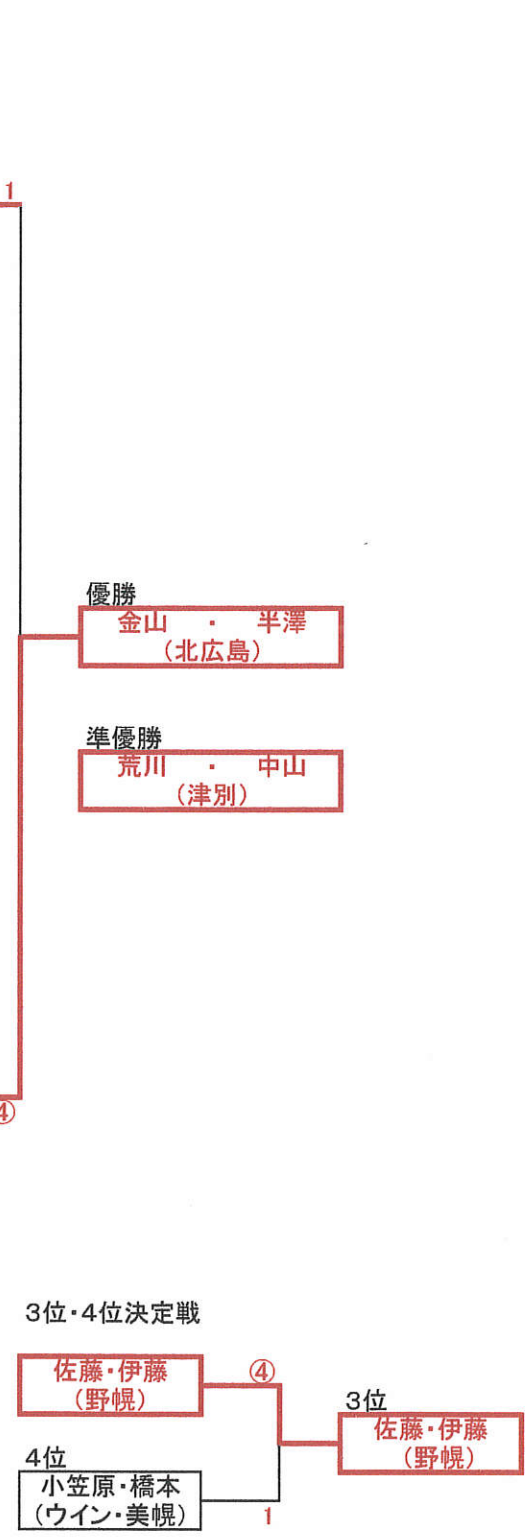 1
優勝
金山 ・ 半澤
(北広島)
準優勝
荒川 ・ 中山
(津別)
④
3位・4位決定戦
佐藤・伊藤
(野幌)
④
3位
佐藤・伊藤
(野幌)
4位
小笠原・橋本
(ウイン・美幌)
1